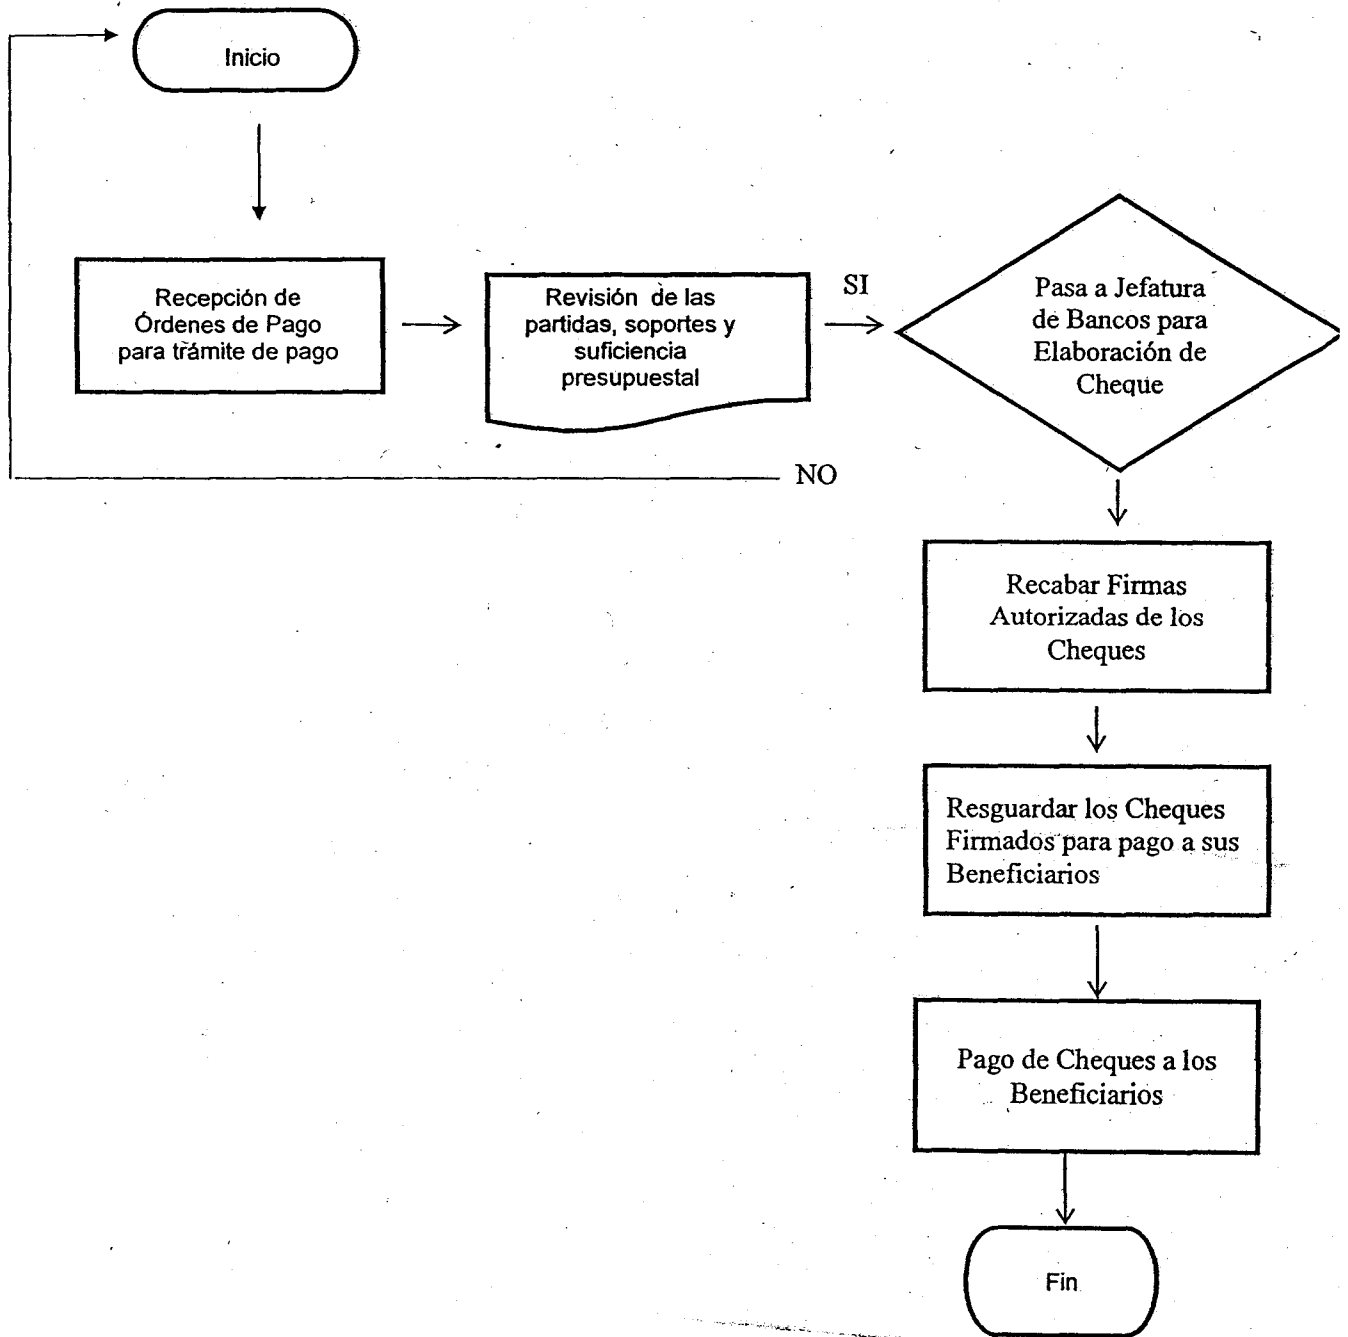 Inicio
Recepción de
Órdenes de Pago
para trámite de pago
Revisión de las
partidas, soportes y
suficiencia
presupuestal
SI
Pasa a Jefatura
de Bancos para
Elaboración de
Cheque
NO
Recabar Firmas
Autorizadas de los
Cheques
Resguardar los Cheques
Firmados para pago a sus
Beneficiarios
Pago de Cheques a los
Beneficiarios
Fin